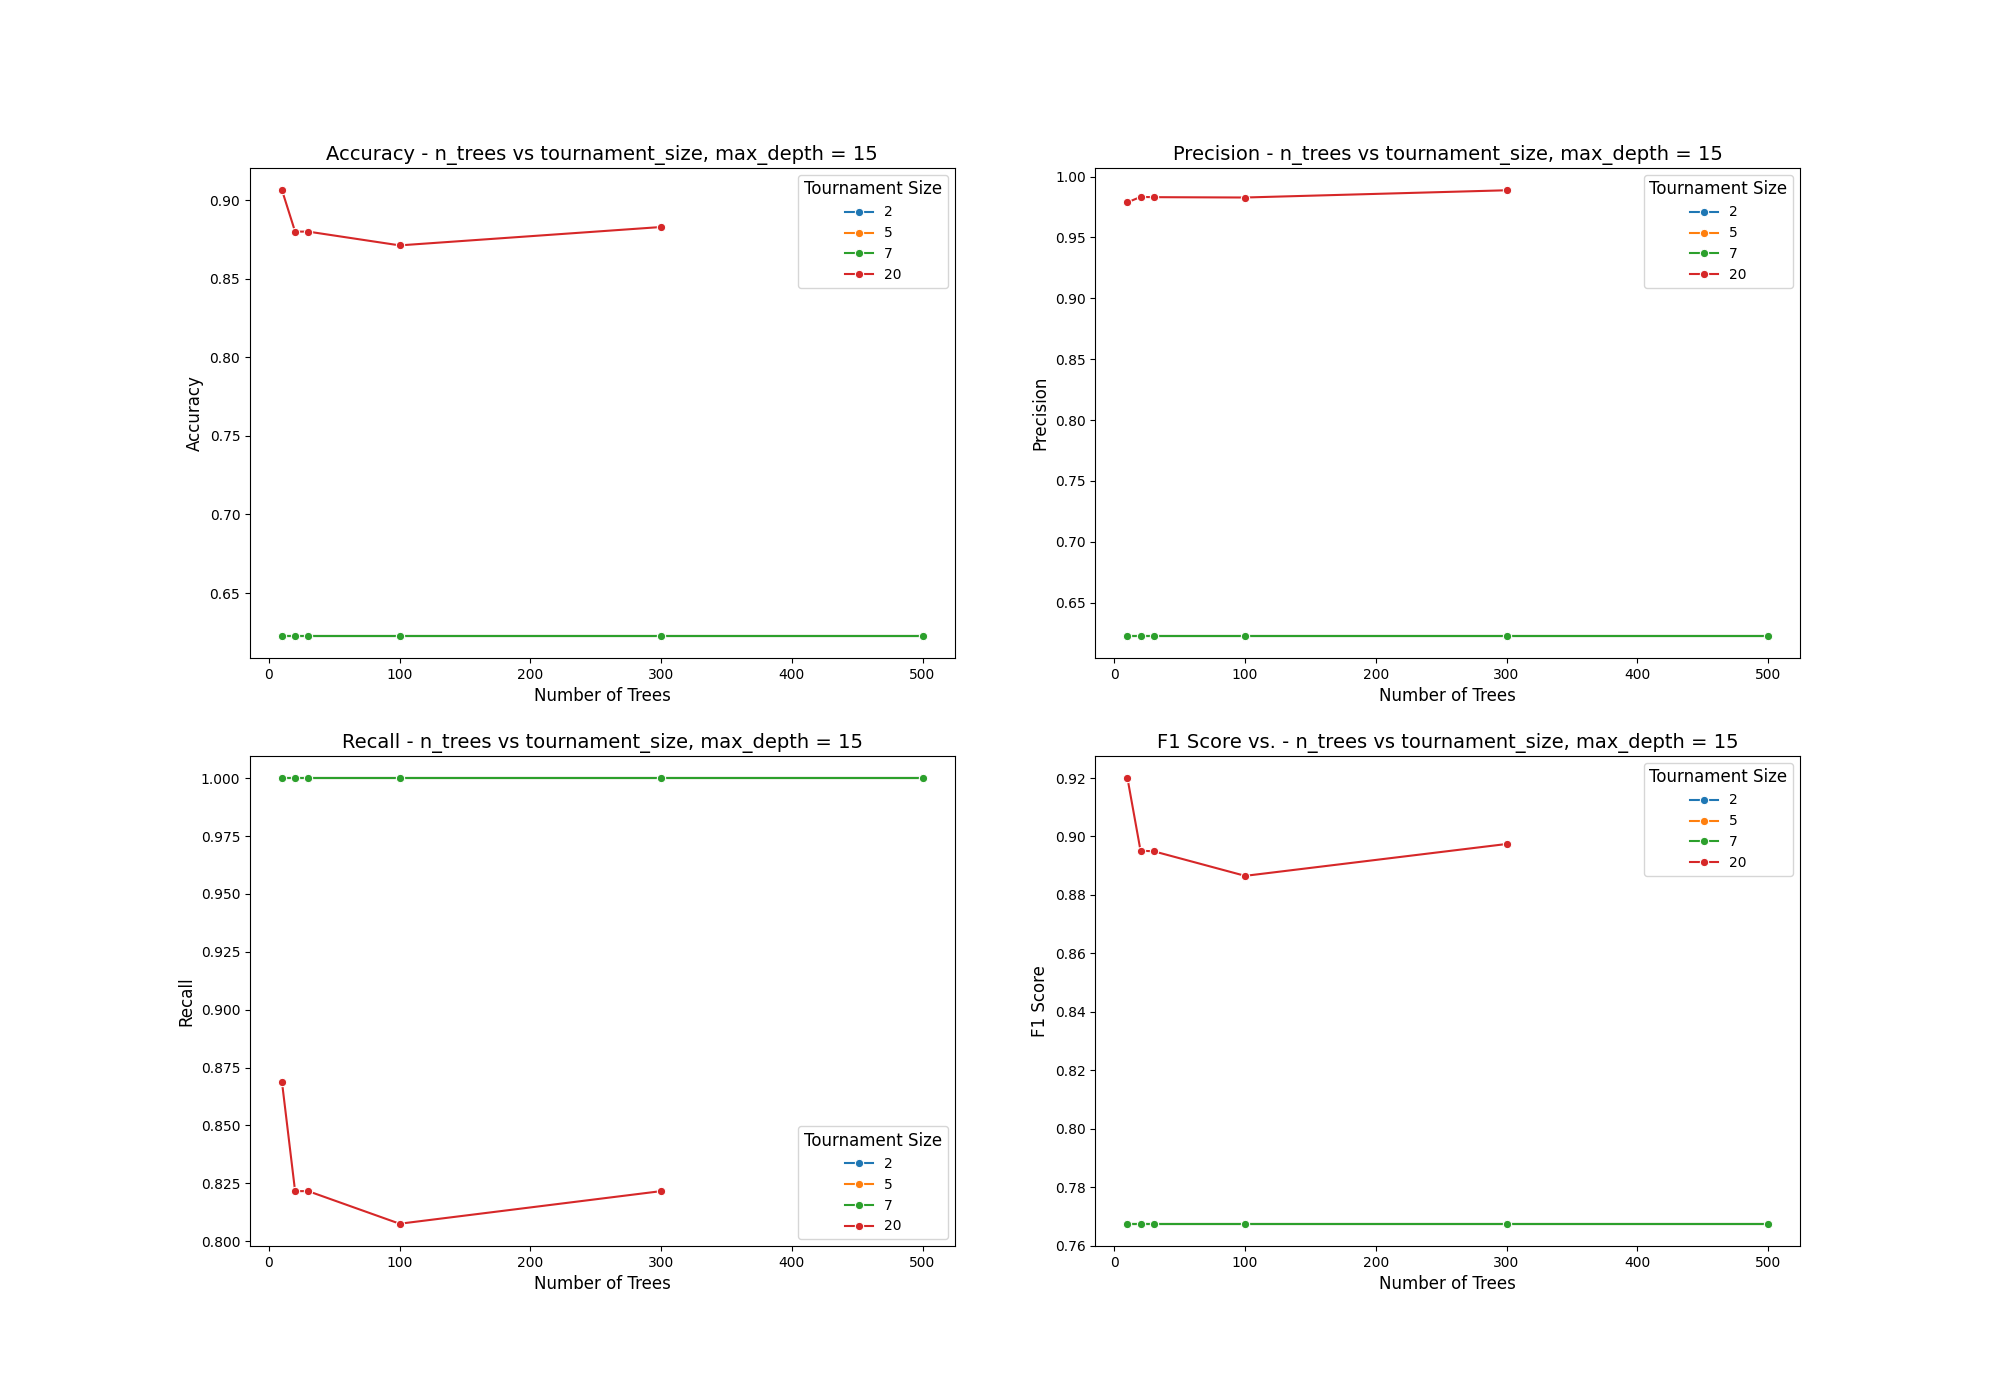 Accuracy - n_trees vs tournament_size, max_depth = 15
Accuracy
0.90
0.85
0.80
0.75
0.70
0.65
Tournament Size
2
5
7
20
0 100 200 300 400 500
Number of Trees
Precision - n_trees vs tournament_size, max_depth = 15
Precision
1.00
0.95
0.90
0.85
0.80
0.75
0.70
0.65
Tournament Size
2
5
7
20
0 100 200 300 400 500
Number of Trees
Recall - n_trees vs tournament_size, max_depth = 15
Recall
1.000
0.975
0.950
0.925
0.900
0.875
0.850
0.825
0.800
Tournament Size
2
5
7
20
0 100 200 300 400 500
Number of Trees
F1 Score vs. - n_trees vs tournament_size, max_depth = 15
F1 Score
0.92
0.90
0.88
0.86
0.84
0.82
0.80
0.78
0.76
Tournament Size
2
5
7
20
0 100 200 300 400 500
Number of Trees